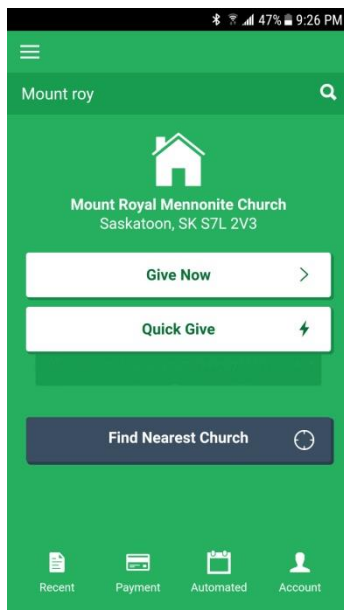 47% 9:26 PM
Mount roy
Mount Royal Mennonite Church
Saskatoon, SK S7L 2V3
Give Now
Quick Give
Find Nearest Church
Recent Payment Automated Account